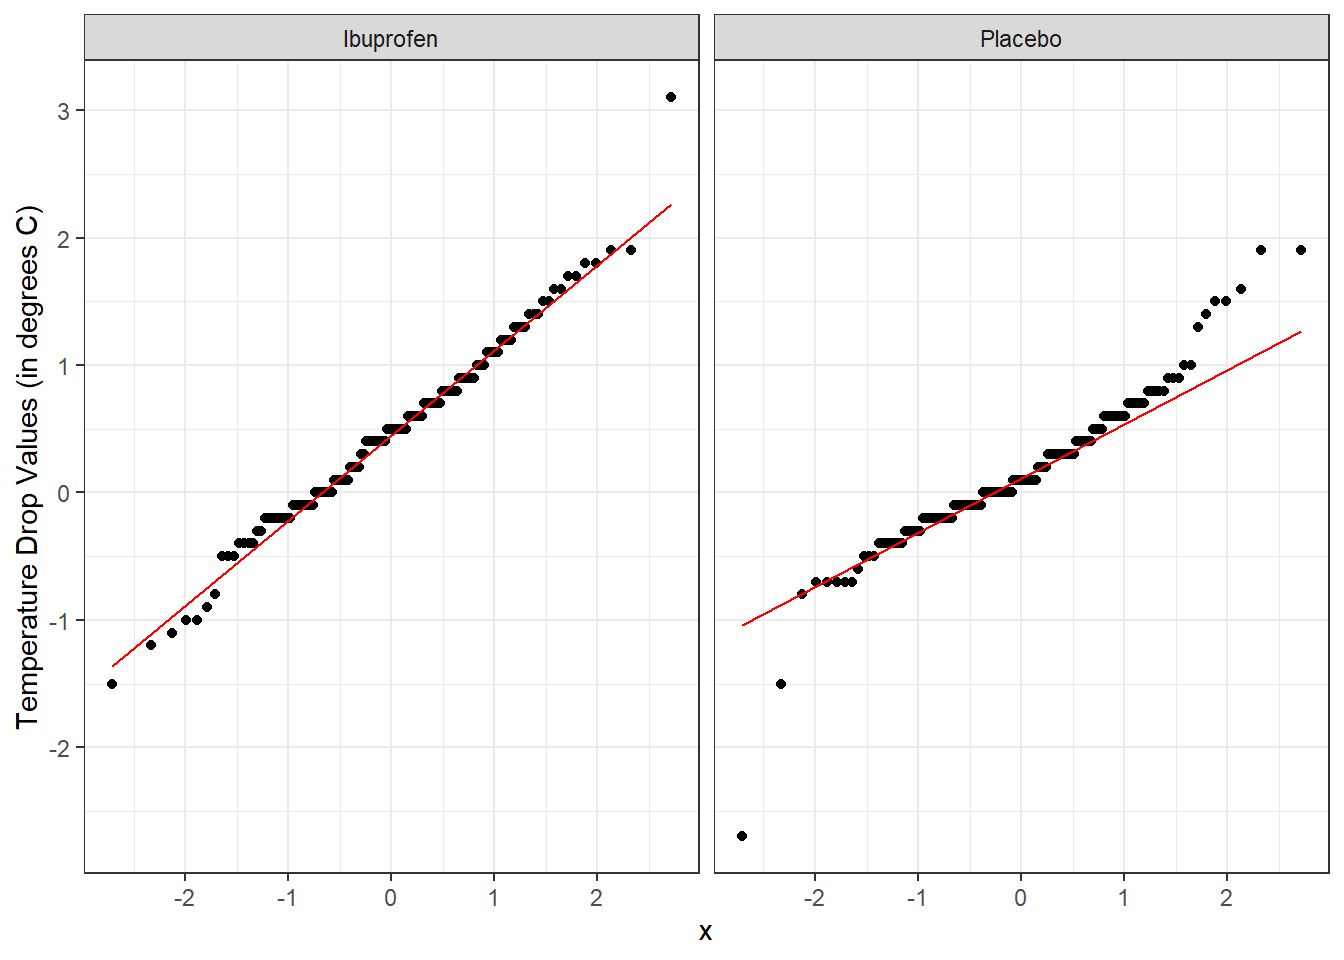 Ibuprofen
Placebo
Temperature Drop Values (in degrees C)
3
2
1
0
-1
-2
-2 -1 0 1 2
-2 -1 0 1 2
x